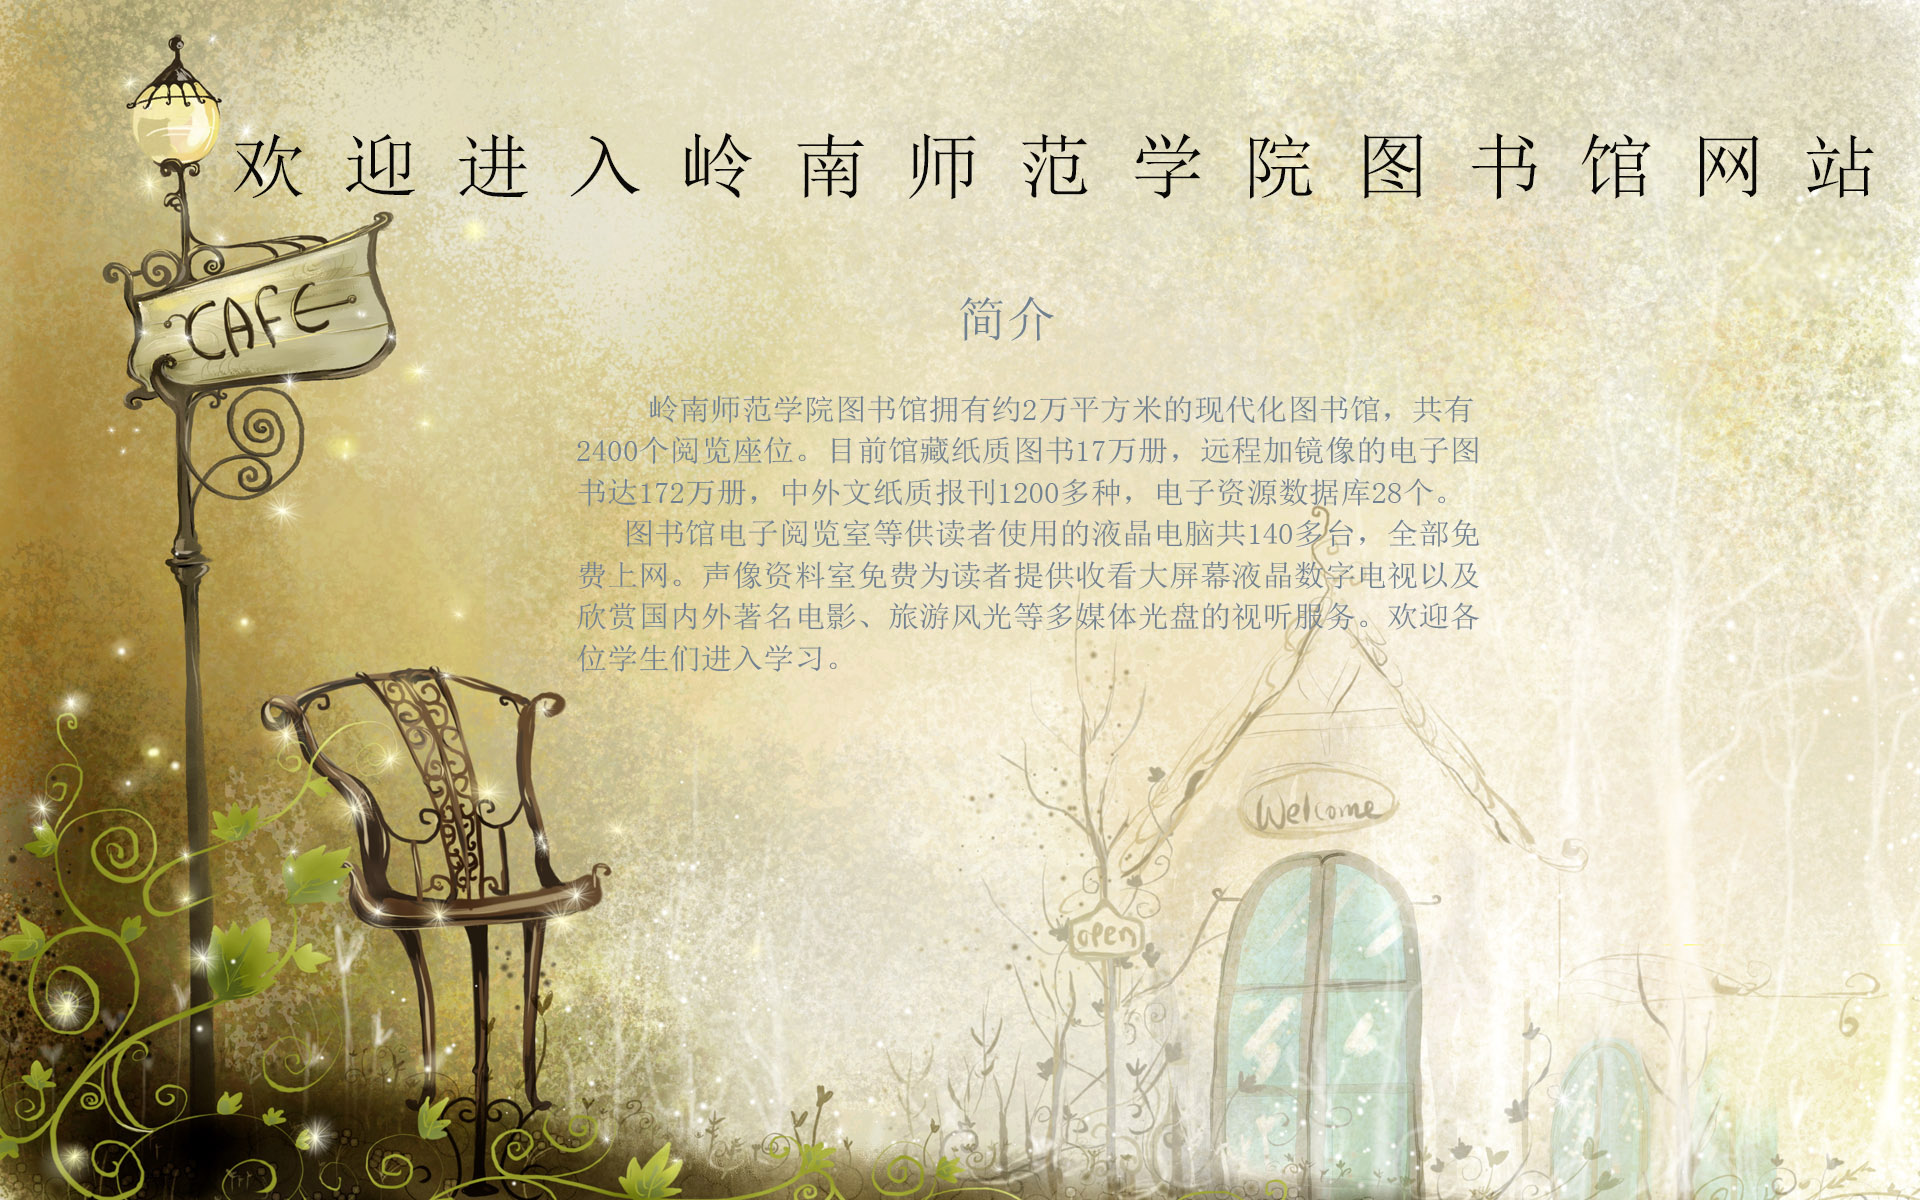 欢迎进入岭南师范学院图书馆网站
CAFE
简介
岭南师范学院图书馆拥有约2万平方米的现代化图书馆，共有
2400个阅览座位。目前馆藏纸质图书17万册，远程加镜像的电子图
书达172万册，中外文纸质报刊1200多种，电子资源数据库28个。
图书馆电子阅览室等供读者使用的液晶电脑共140多台，全部免
费上网。声像资料室免费为读者提供收看大屏幕液晶数字电视以及
欣赏国内外著名电影、旅游风光等多媒体光盘的视听服务。欢迎各
位学生们进入学习。
Welcome
open